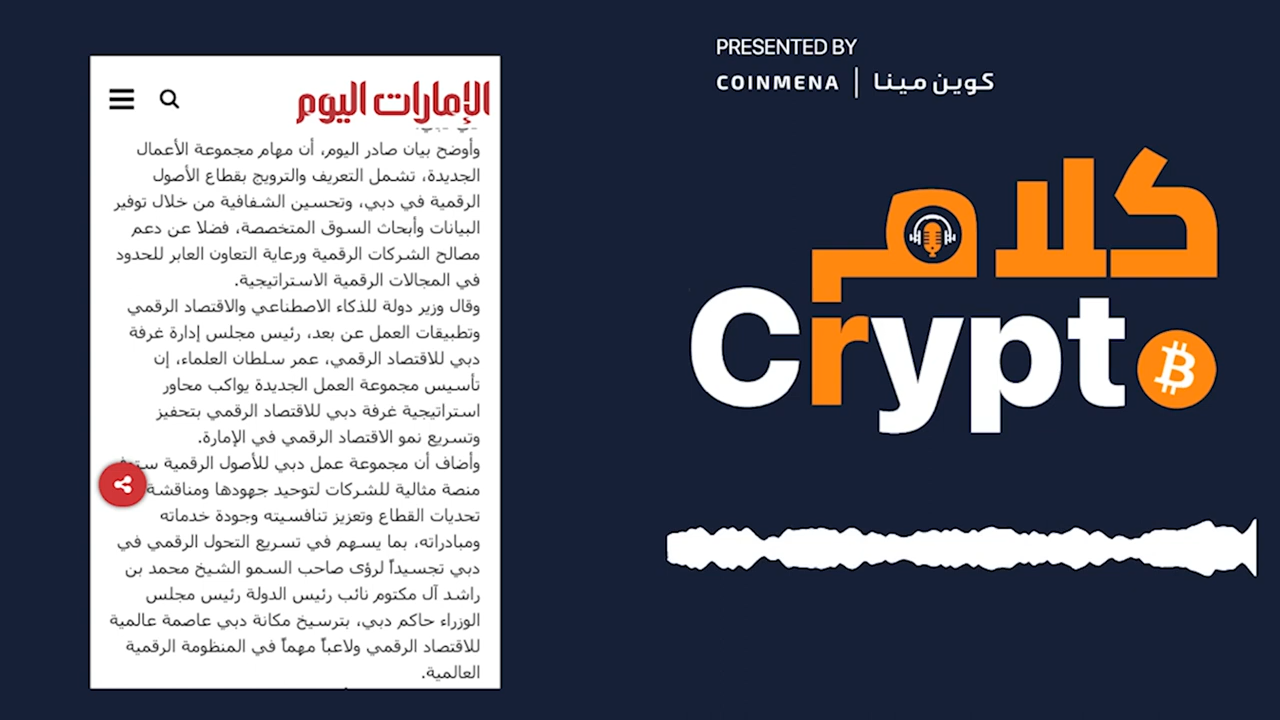 PRESENTED BY
COINMENA | كوين مينا
كلام
Crypto
الإمارات اليوم
وأوضح بيان صادر اليوم، أن مهام مجموعة الأعمال
الجديدة، تشمل التعريف والترويج بقطاع الأصول
الرقمية في دبي، وتحسين الشفافية من خلال توفير
البيانات وأبحاث السوق المتخصصة، فضلا عن دعم
مصالح الشركات الرقمية ورعاية التعاون العابر للحدود
في المجالات الرقمية الاستراتيجية.
وقال وزير دولة للذكاء الاصطناعي والاقتصاد الرقمي
وتطبيقات العمل عن بعد، رئيس مجلس إدارة غرفة
دبي للاقتصاد الرقمي، عمر سلطان العلماء، إن
تأسيس مجموعة العمل الجديدة يواكب محاور
استراتيجية غرفة دبي للاقتصاد الرقمي بتحفيز
وتسريع نمو الاقتصاد الرقمي في الإمارة.
وأضاف أن مجموعة عمل دبي للأصول الرقمية
منصة مثالية للشركات لتوحيد جهودها ومناقشة
تحديات القطاع وتعزيز تنافسيته وجودة خدماته
ومبادراته، بما يسهم في تسريع التحول الرقمي في
دبي تجسيداً لرؤى صاحب السمو الشيخ محمد بن
راشد آل مكتوم نائب رئيس الدولة رئيس مجلس
الوزراء حاكم دبي، بترسيخ مكانة دبي عاصمة عالمية
للاقتصاد الرقمي ولاعباً مهماً في المنظومة الرقمية
العالمية.